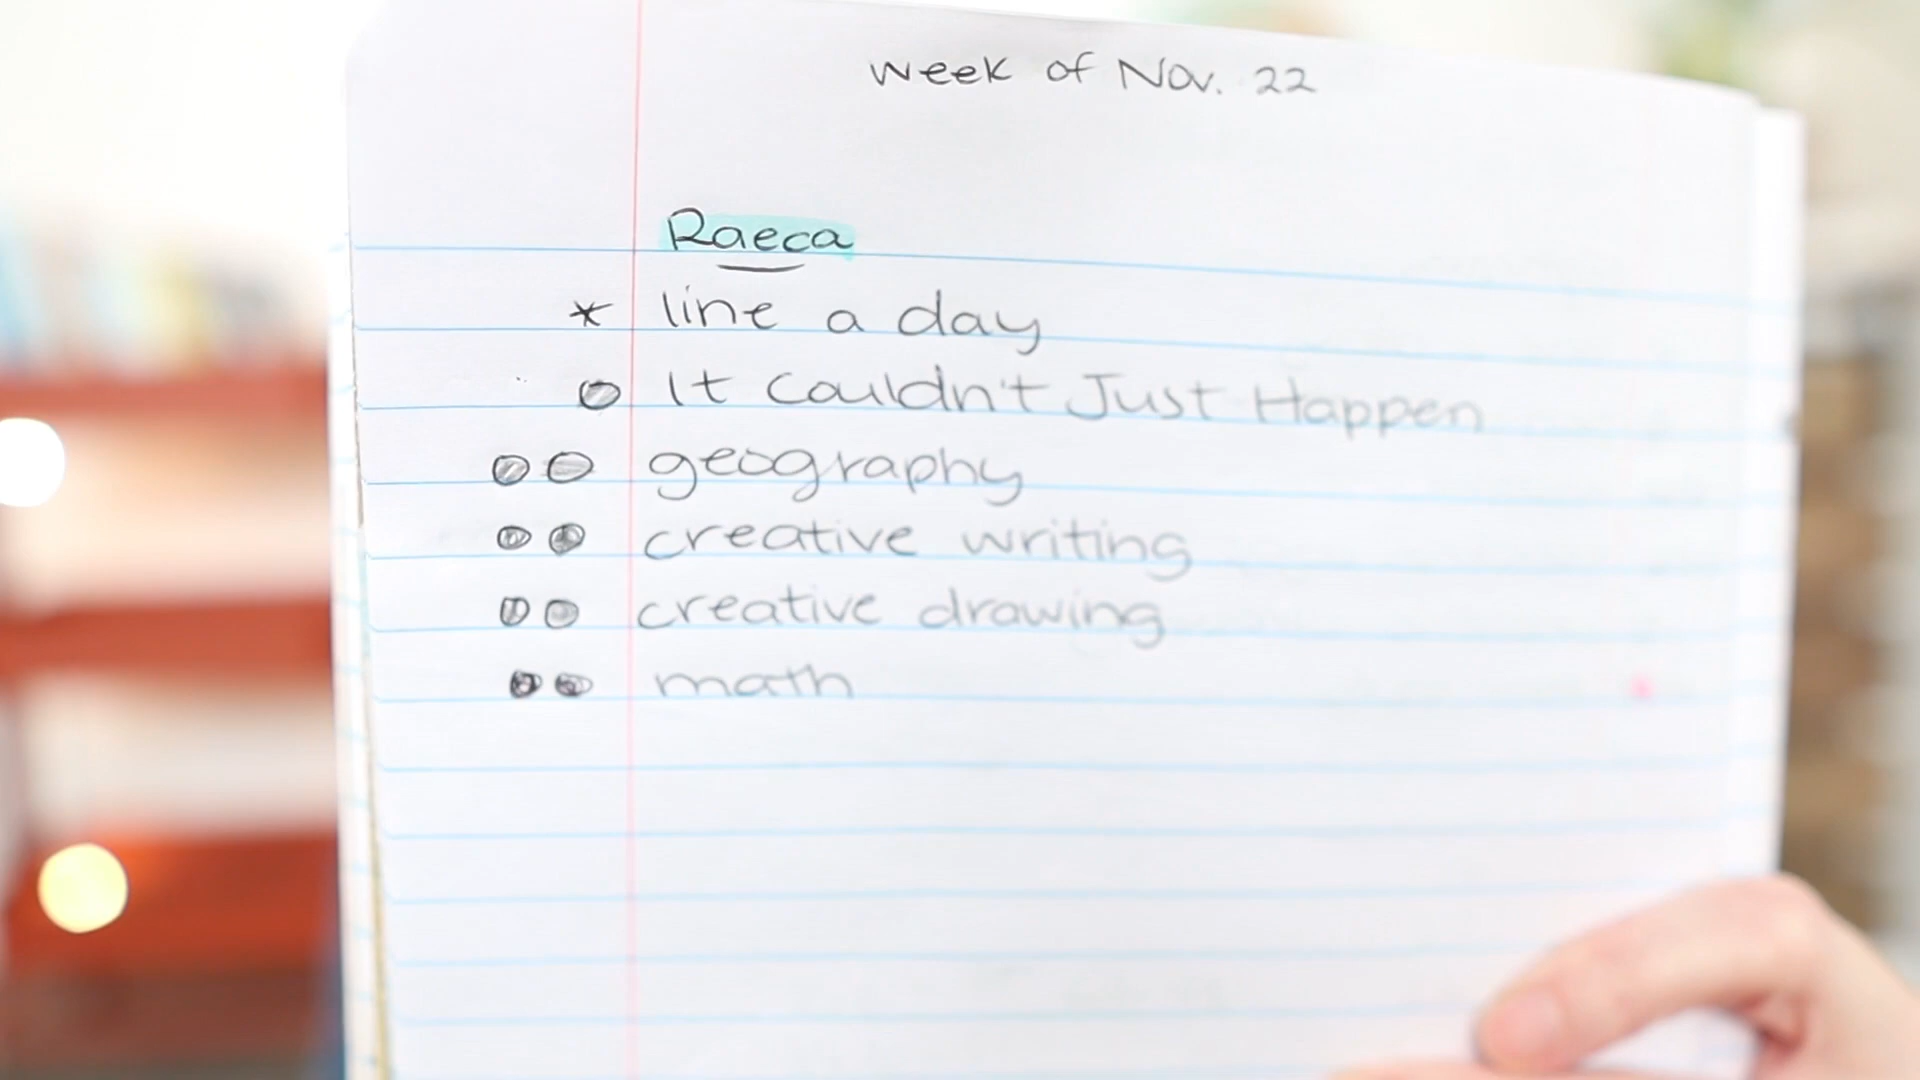 week of Nov. 22
Raeca
* line a day
It Couldn't Just Happen
geography
creative writing
creative drawing
math